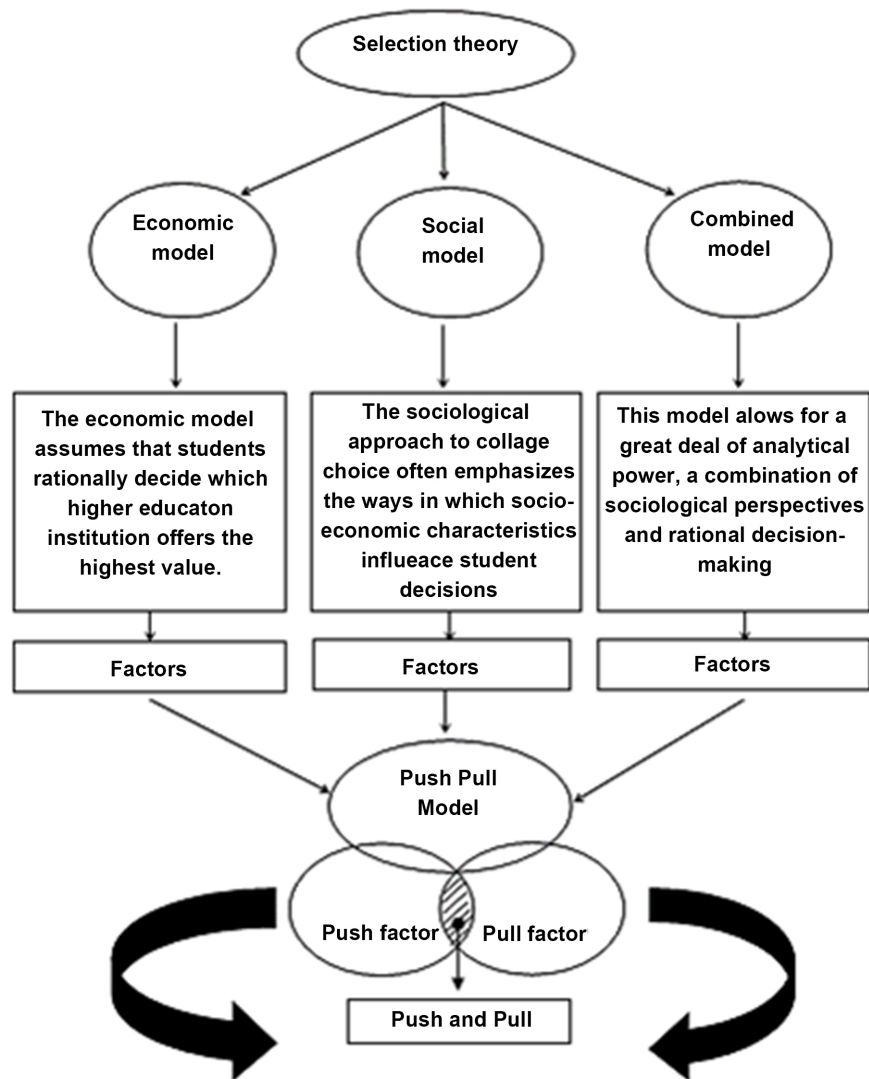 Selection theory
Economic
model
Social
model
Combined
model
The economic model
assumes that students
rationally decide which
higher educaton
institution offers the
highest value.
The sociological
approach to collage
choice often emphasizes
the ways in which socio-
economic characteristics
influeace student
decisions
This model alows for a
great deal of analytical
power, a combination of
sociological perspectives
and rational decision-
making
Factors
Factors
Factors
Push Pull
Model
Push factor
Pull factor
Push and Pull